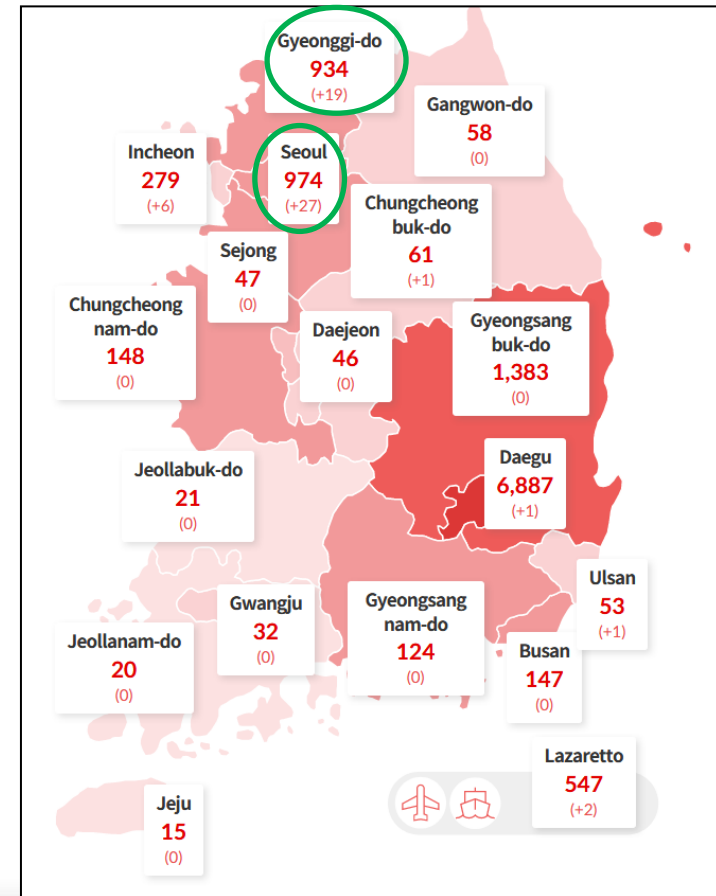 Gyeonggi-do
934
(+19)
Gangwon-do
58
(0)
Incheon
279
(+6)
Seoul
974
(+27)
Chungcheong
buk-do
61
(+1)
Sejong
47
(0)
Chungcheong
nam-do
148
(0)
Daejeon
46
(0)
Gyeongsang
buk-do
1,383
(0)
Daegu
6,887
(+1)
Jeollabuk-do
21
(0)
Ulsan
53
(+1)
Gwangju
32
(0)
Gyeongsang
nam-do
124
(0)
Jeollanam-do
20
(0)
Busan
147
(0)
Lazaretto
547
(+2)
Jeju
15
(0)